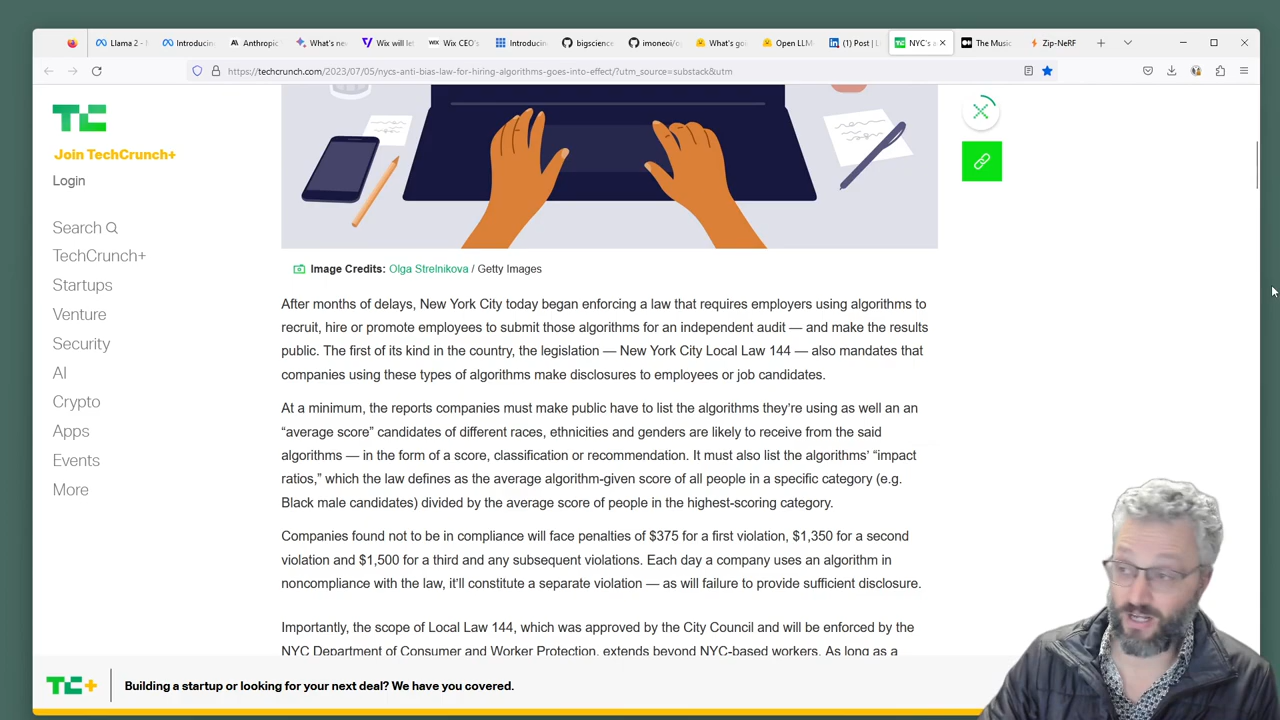 Llama 2 -
Introducing
Anthropic
What's new
Wix will let
WIX Wix CEO's
Introducing
bigscience
imoneoi/op
What's goi
Open LLM
(1) Post | L
NYC's a
The Music
Zip-NeRF
https://techcrunch.com/2023/07/05/nycs-anti-bias-law-for-hiring-algorithms-goes-into-effect/?utm_source=substack&utm
TC
Join TechCrunch+
Login
Search
TechCrunch+
Startups
Venture
Security
AI
Crypto
Apps
Events
More
Image Credits: Olga Strelnikova / Getty Images
After months of delays, New York City today began enforcing a law that requires employers using algorithms to
recruit, hire or promote employees to submit those algorithms for an independent audit — and make the results
public. The first of its kind in the country, the legislation — New York City Local Law 144 — also mandates that
companies using these types of algorithms make disclosures to employees or job candidates.
At a minimum, the reports companies must make public have to list the algorithms they're using as well an an
“average score” candidates of different races, ethnicities and genders are likely to receive from the said
algorithms — in the form of a score, classification or recommendation. It must also list the algorithms' “impact
ratios,” which the law defines as the average algorithm-given score of all people in a specific category (e.g.
Black male candidates) divided by the average score of people in the highest-scoring category.
Companies found not to be in compliance will face penalties of $375 for a first violation, $1,350 for a second
violation and $1,500 for a third and any subsequent violations. Each day a company uses an algorithm in
noncompliance with the law, it'll constitute a separate violation — as will failure to provide sufficient disclosure.
Importantly, the scope of Local Law 144, which was approved by the City Council and will be enforced by the
NYC Department of Consumer and Worker Protection, extends beyond NYC-based workers. As long as a
TC+
Building a startup or looking for your next deal? We have you covered.